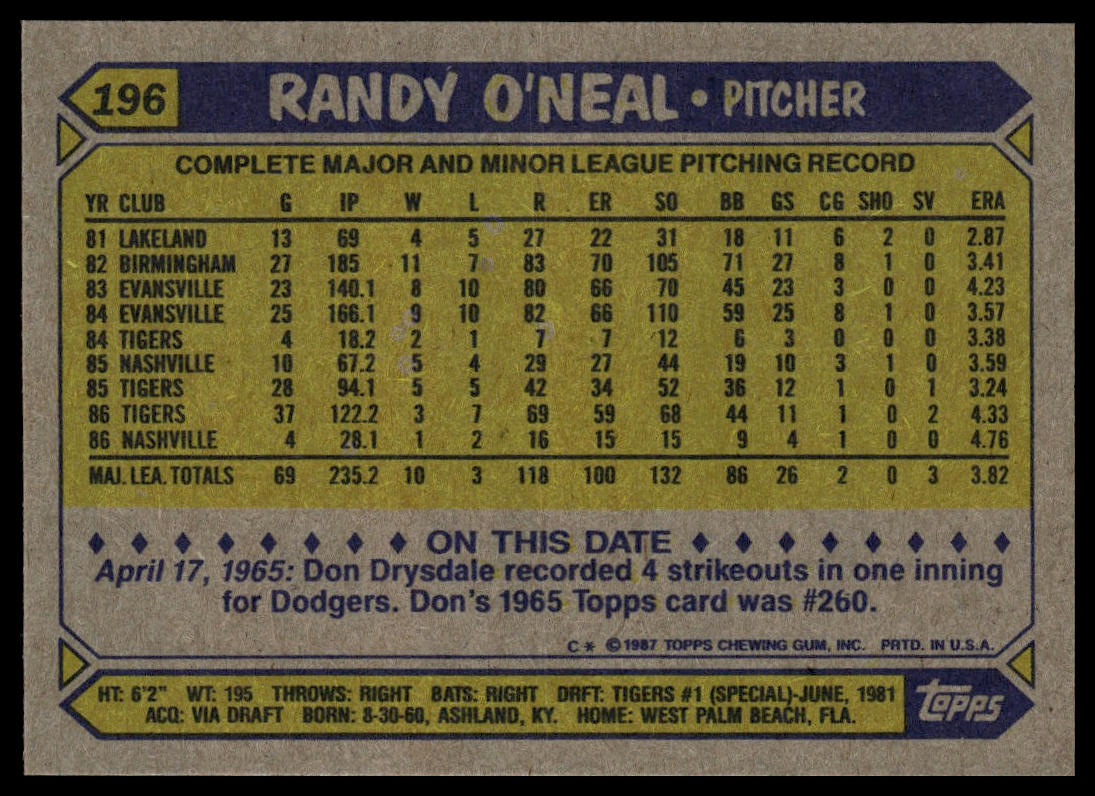 196 RANDY O'NEAL • PITCHER
COMPLETE MAJOR AND MINOR LEAGUE PITCHING RECORD
YR CLUB G IP W L R ER SO BB GS CG SHO SV ERA
81 LAKELAND 13 69 4 5 27 22 31 18 11 6 2 0 2.87
82 BIRMINGHAM 27 185 11 7 83 70 105 71 27 8 1 0 3.41
83 EVANSVILLE 23 140.1 8 10 80 66 70 45 23 3 0 0 4.23
84 EVANSVILLE 25 166.1 9 10 82 66 110 59 25 8 1 0 3.57
84 TIGERS 4 18.2 2 1 7 7 12 6 3 0 0 0 3.38
85 NASHVILLE 10 67.2 5 4 29 27 44 19 10 3 1 0 3.59
85 TIGERS 28 94.1 5 5 42 34 52 36 12 1 0 1 3.24
86 TIGERS 37 122.2 3 7 69 59 68 44 11 1 0 2 4.33
86 NASHVILLE 4 28.1 1 2 16 15 15 9 4 1 0 0 4.76
MAJ. LEA. TOTALS 69 235.2 10 3 118 100 132 86 26 2 0 3 3.82
♦ ♦ ♦ ♦ ♦ ♦ ♦ ♦ ON THIS DATE ♦ ♦ ♦ ♦ ♦ ♦ ♦ ♦
April 17, 1965: Don Drysdale recorded 4 strikeouts in one inning
for Dodgers. Don's 1965 Topps card was #260.
C* ©1987 TOPPS CHEWING GUM, INC. PRTD. IN U.S.A.
HT: 6'2" WT: 195 THROWS: RIGHT BATS: RIGHT DRFT: TIGERS #1 (SPECIAL)-JUNE, 1981
ACQ: VIA DRAFT BORN: 8-30-60, ASHLAND, KY. HOME: WEST PALM BEACH, FLA.
Topps